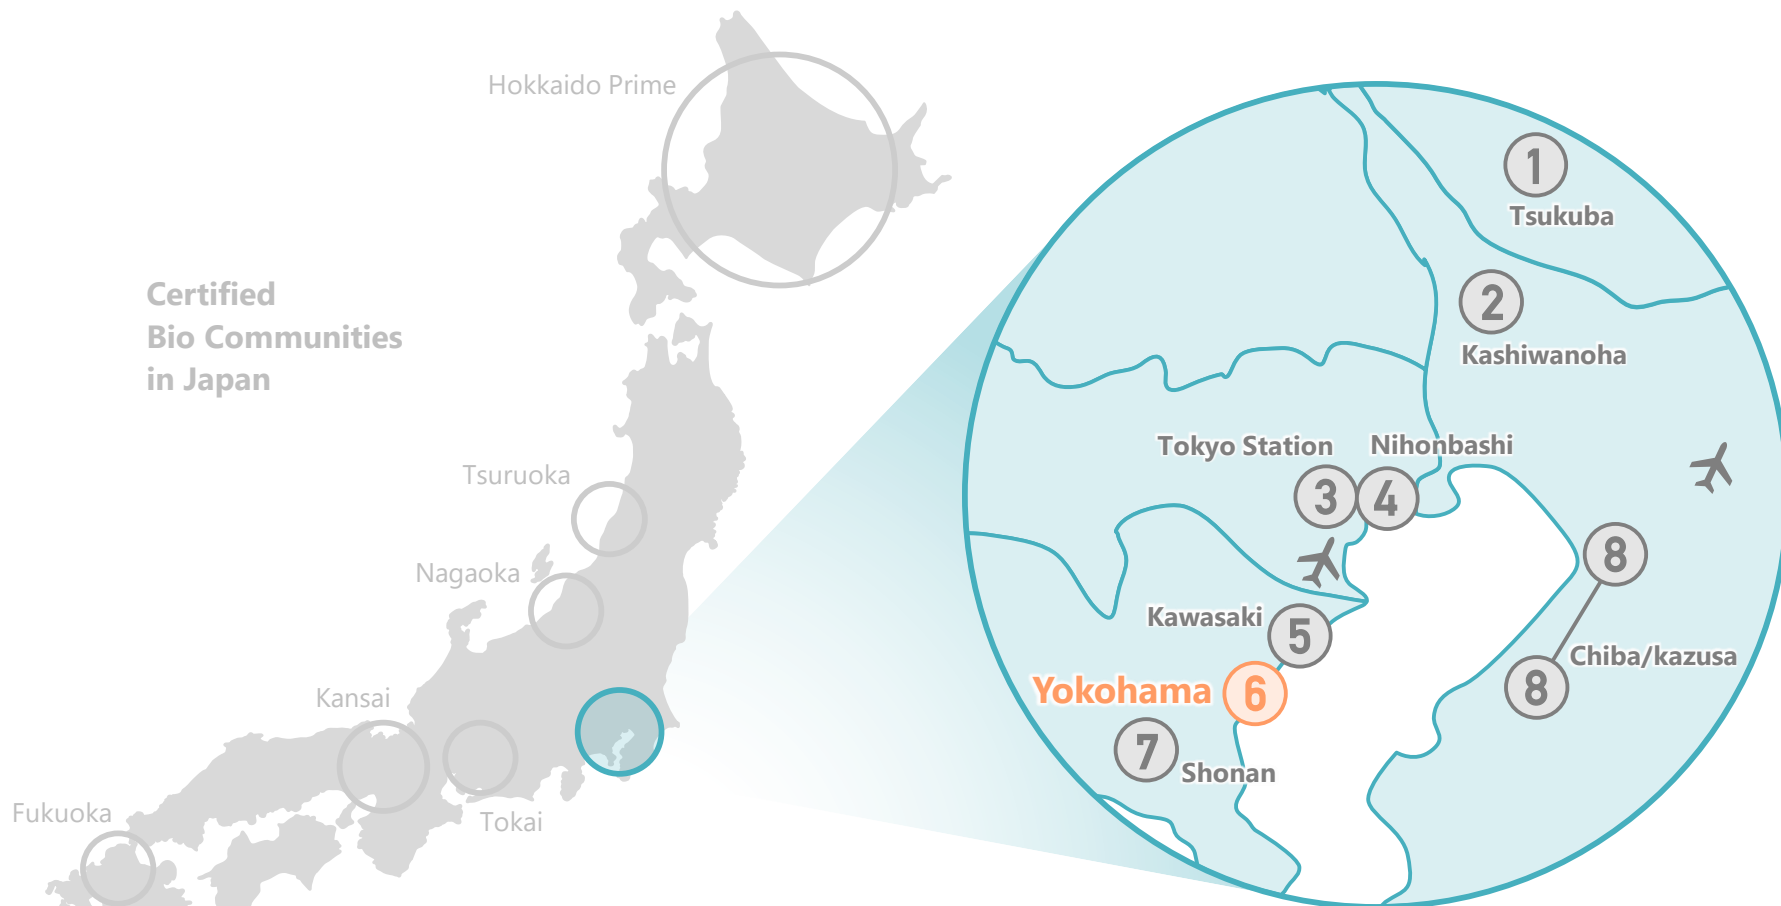 Hokkaido Prime
Certified
Bio Communities
in Japan
Tsuruoka
Nagaoka
Kansai
Tokai
Fukuoka
1
Tsukuba
2
Kashiwanoha
Tokyo Station
Nihonbashi
3
4
8
Kawasaki
5
Chiba/kazusa
8
Yokohama
6
7
Shonan